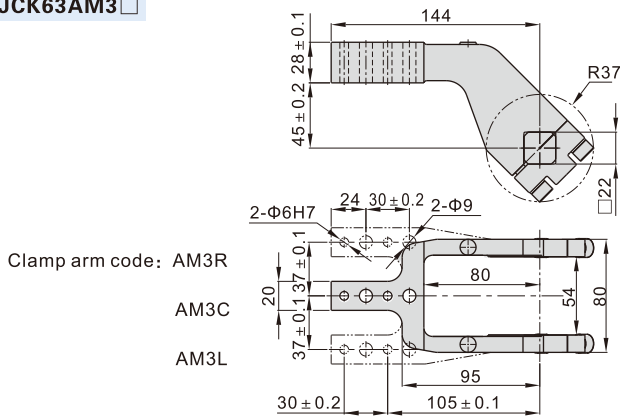 JCK63AM3□
144
28±0.1
45±0.2
R37
□22
24
30±0.2
2-Φ9
2-Φ6H7
37±0.1
20
37±0.1
Clamp arm code: AM3R
AM3C
AM3L
80
54
80
95
30±0.2
105±0.1